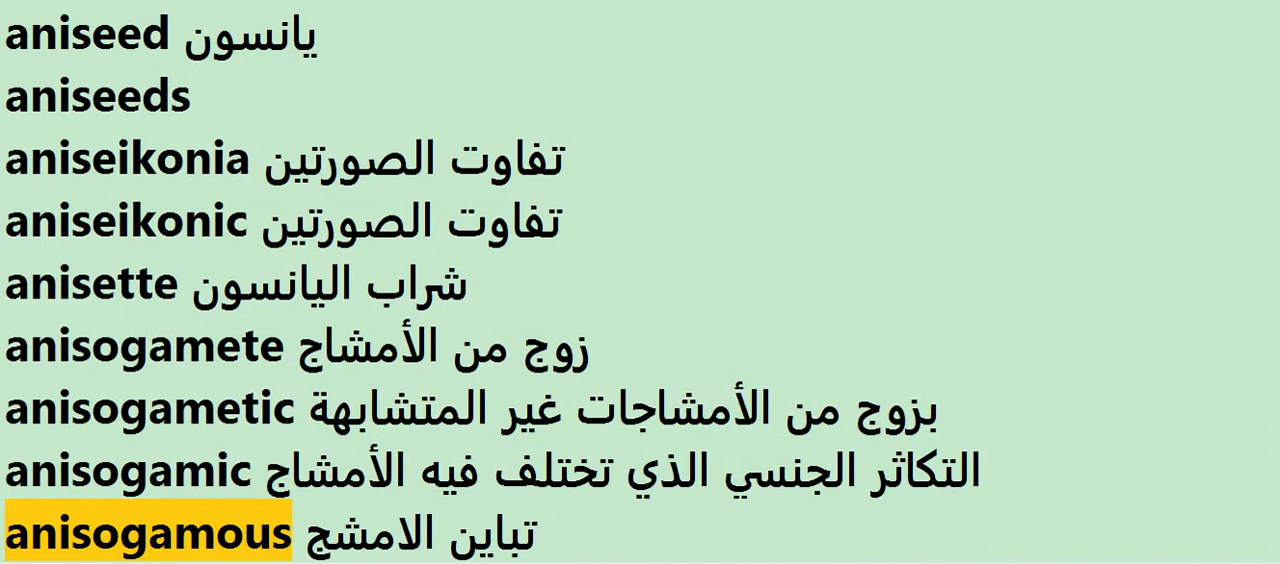 aniseed يانسون
aniseeds
aniseikonia تفاوت الصورتين
aniseikonic تفاوت الصورتين
anisette شراب اليانسون
anisogamete زوج من الأمشاج
anisogametic بزوج من الأمشاجات غير المتشابهة
anisogamic التكاثر الجنسي الذي تختلف فيه الأمشاج
anisogamous تباين الامشج